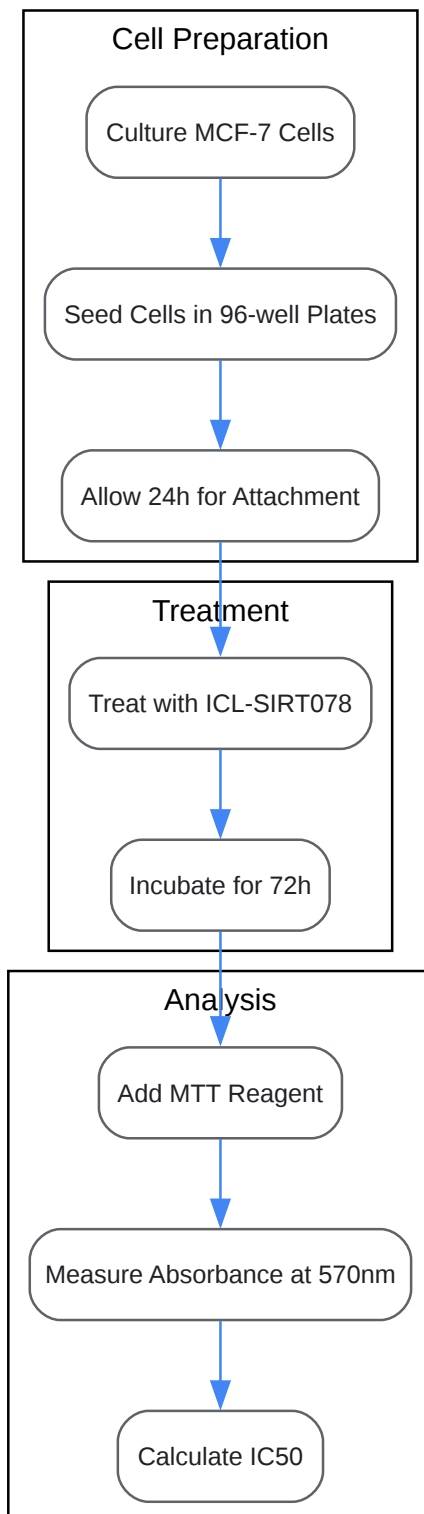 Cell Preparation
Culture MCF-7 Cells
Seed Cells in 96-well Plates
Allow 24h for Attachment
Treatment
Treat with ICL-SIRT078
Incubate for 72h
Analysis
Add MTT Reagent
Measure Absorbance at 570nm
Calculate IC50